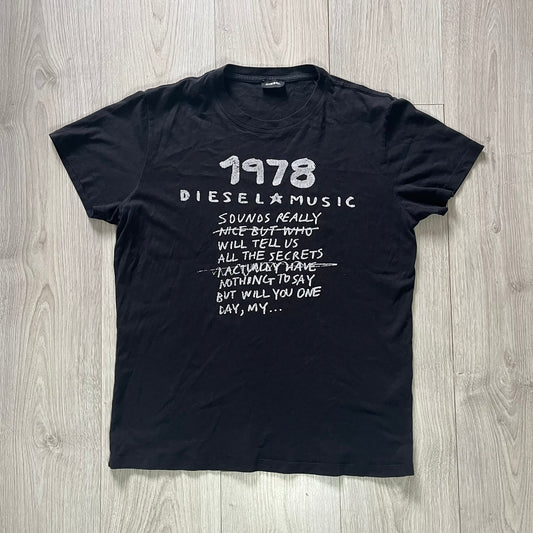 1978
DIESEL★MUSIC
SOUNDS REALLY
NICE BUT WHO
WILL TELL US
ALL THE SECRETS
I ACTUALLY HAVE
NOTHING TO SAY
BUT WILL YOU ONE
DAY, MY...